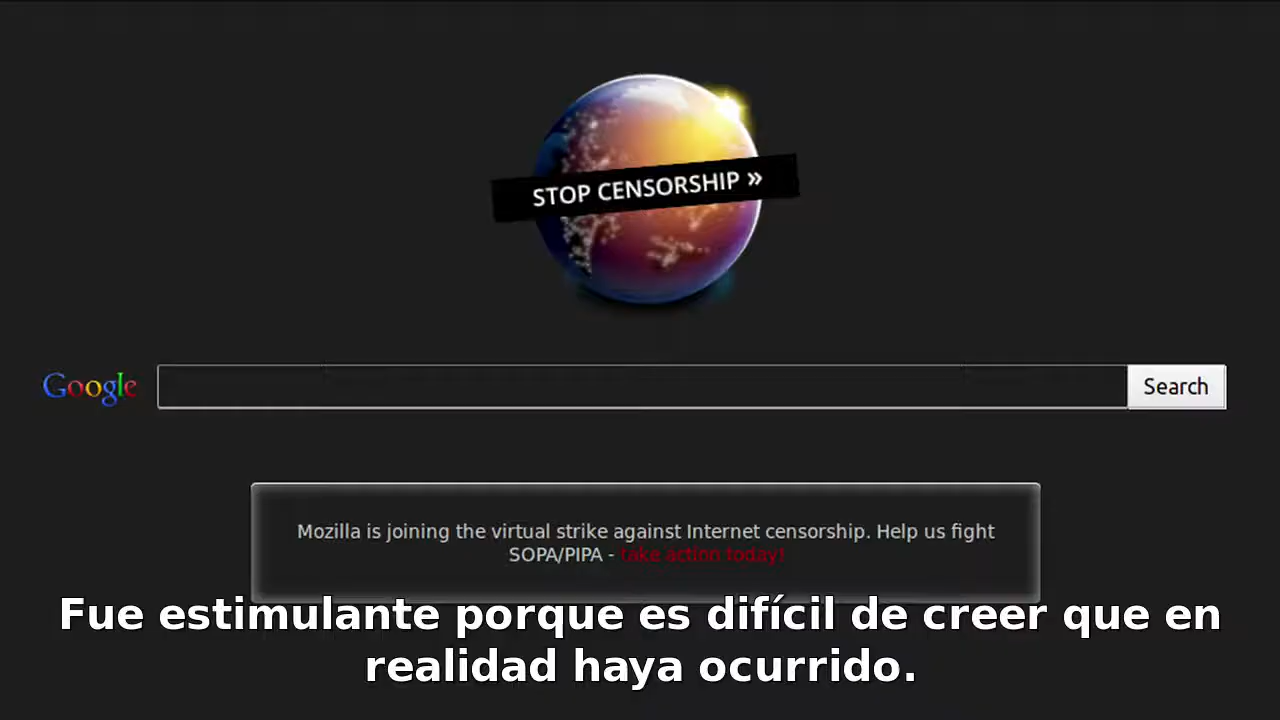 STOP CENSORSHIP »
Google
Search
Mozilla is joining the virtual strike against Internet censorship. Help us fight
SOPA/PIPA - take action today!
Fue estimulante porque es difícil de creer que en
realidad haya ocurrido.